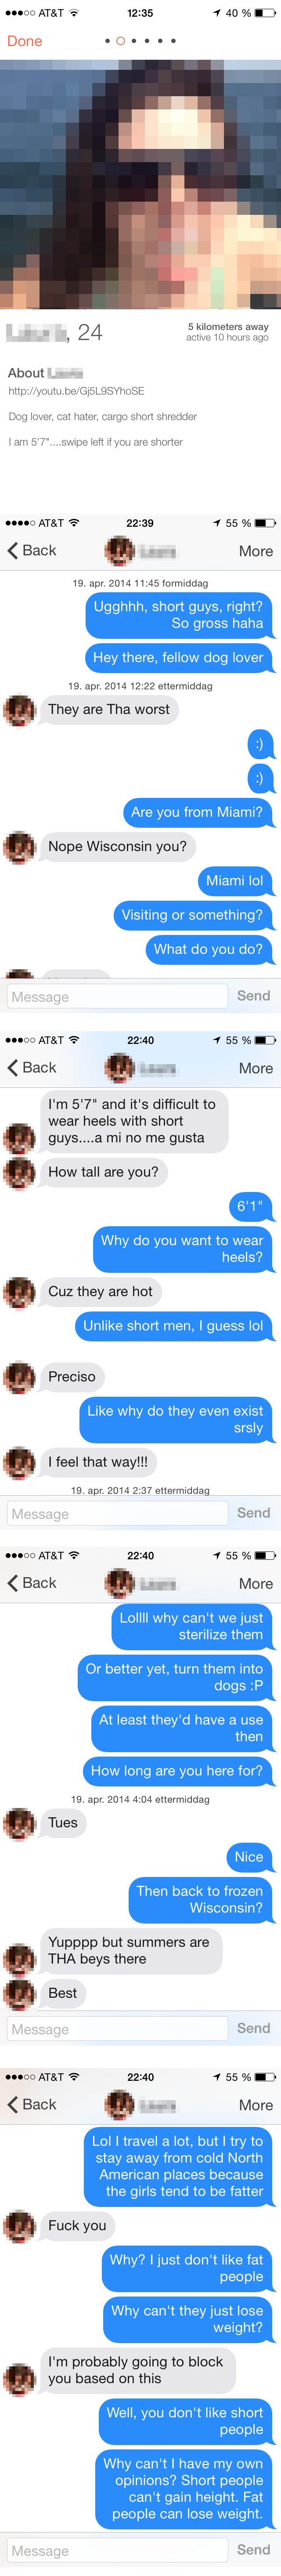 AT&T 12:35 40 %
Done
, 24
5 kilometers away
active 10 hours ago
About
http://youtu.be/Gj5L9SYhoSE
Dog lover, cat hater, cargo short shredder
I am 5'7"....swipe left if you are shorter
AT&T 22:39 55 %
Back More
19. apr. 2014 11:45 formiddag
Ugghhh, short guys, right?
So gross haha
Hey there, fellow dog lover
19. apr. 2014 12:22 ettermiddag
They are Tha worst
:)
:)
Are you from Miami?
Nope Wisconsin you?
Miami lol
Visiting or something?
What do you do?
Message Send
AT&T 22:40 55 %
Back More
I'm 5'7" and it's difficult to
wear heels with short
guys....a mi no me gusta
How tall are you?
6'1"
Why do you want to wear
heels?
Cuz they are hot
Unlike short men, I guess lol
Preciso
Like why do they even exist
srsly
I feel that way!!!
19. apr. 2014 2:37 ettermiddag
Message Send
AT&T 22:40 55 %
Back More
Lollll why can't we just
sterilize them
Or better yet, turn them into
dogs :P
At least they'd have a use
then
How long are you here for?
19. apr. 2014 4:04 ettermiddag
Tues
Nice
Then back to frozen
Wisconsin?
Yupppp but summers are
THA beys there
Best
Message Send
AT&T 22:40 55 %
Back More
Lol I travel a lot, but I try to
stay away from cold North
American places because
the girls tend to be fatter
Fuck you
Why? I just don't like fat
people
Why can't they just lose
weight?
I'm probably going to block
you based on this
Well, you don't like short
people
Why can't I have my own
opinions? Short people
can't gain height. Fat
people can lose weight.
Message Send